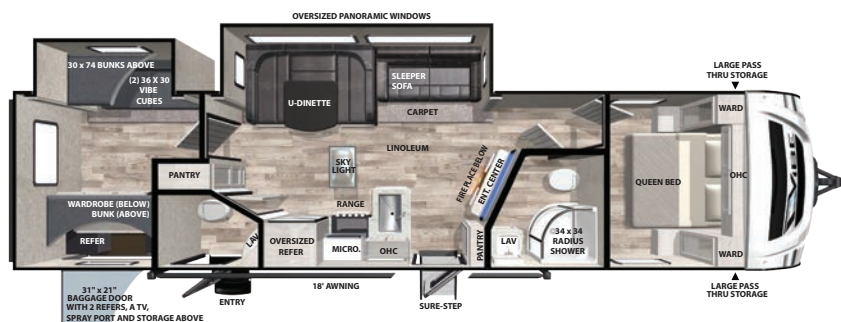 OVERSIZED PANORAMIC WINDOWS
30 x 74 BUNKS ABOVE
(2) 36 X 30
VIBE
CUBES
U-DINETTE
SLEEPER
SOFA
CARPET
LARGE PASS
THRU STORAGE
WARD
LINOLEUM
SKY
LIGHT
PANTRY
FIRE PLACE BELOW
ENT. CENTER
QUEEN BED
OHC
VIBE
WARDROBE (BELOW)
BUNK (ABOVE)
REFER
LAV
OVERSIZED
REFER
RANGE
MICRO.
OHC
PANTRY
LAV
34 x 34
RADIUS
SHOWER
WARD
31" x 21"
BAGGAGE DOOR
WITH 2 REFERS, A TV,
SPRAY PORT AND STORAGE ABOVE
ENTRY
18' AWNING
SURE-STEP
LARGE PASS
THRU STORAGE